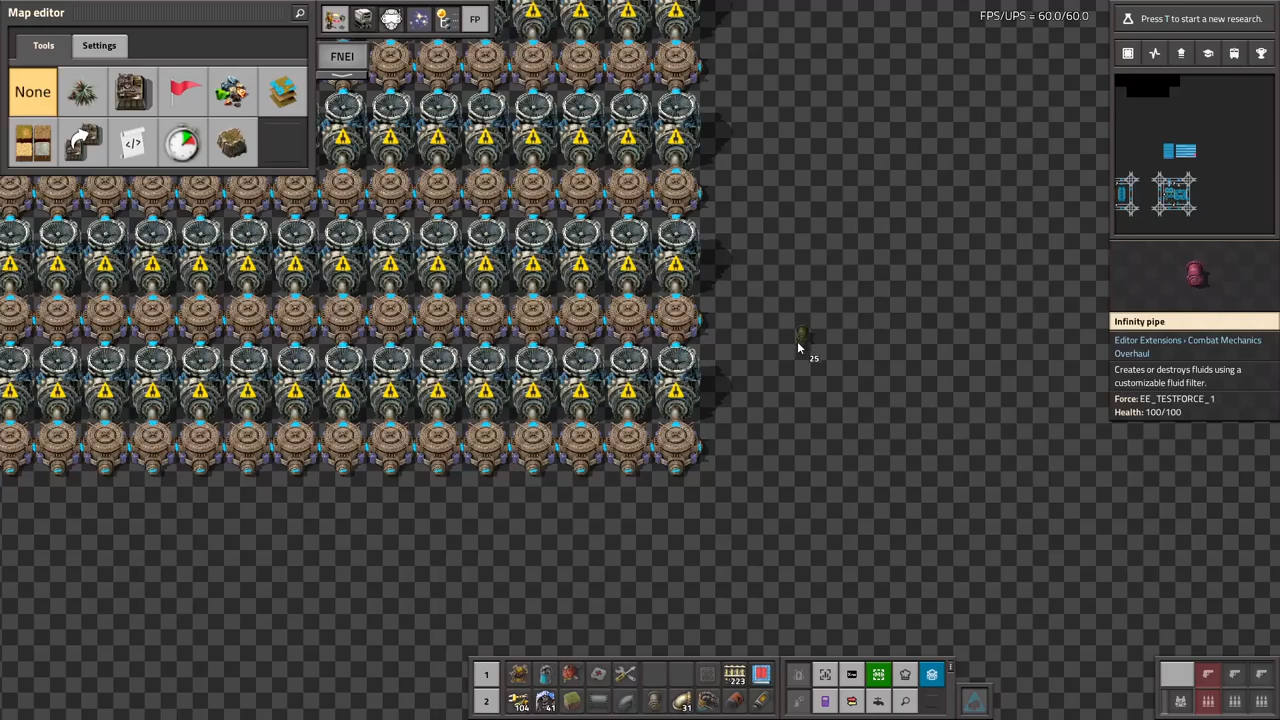 Map editor
Tools
Settings
None
FP
FNEI
FPS/UPS = 60.0/60.0
Press T to start a new research.
Infinity pipe
Editor Extensions › Combat Mechanics
Overhaul
Creates or destroys fluids using a
customizable fluid filter.
Force: EE_TESTFORCE_1
Health: 100/100
25
1
223
2
104
41
31